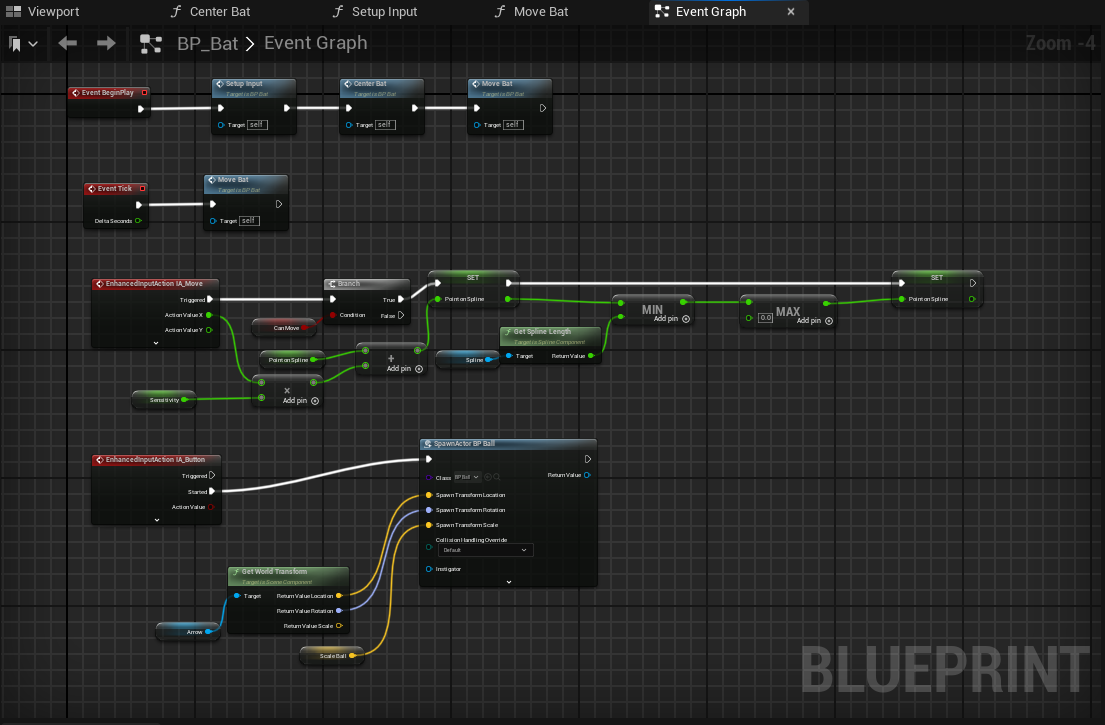 Viewport
Center Bat
Setup Input
Move Bat
Event Graph
BP_Bat
Event Graph
Zoom -4
Event BeginPlay
Setup Input
Target is BP Bat
Target
self
Center Bat
Target is BP Bat
Target
self
Move Bat
Target is BP Bat
Target
self
Event Tick
Delta Seconds
Move Bat
Target is BP Bat
Target
self
EnhancedInputAction IA_Move
Triggered
Action Value X
Action Value Y
Branch
True
Condition
False
Can Move
SET
Point on Spline
SET
Point on Spline
MIN
Add pin
0.0
MAX
Add pin
Get Spline Length
Target is Spline Component
Target
Return Value
Spline
Point on Spline
+
Add pin
x
Add pin
Sensitivity
EnhancedInputAction IA_Button
Triggered
Started
Action Value
SpawnActor BP Ball
Return Value
Class
BP Ball
Spawn Transform Location
Spawn Transform Rotation
Spawn Transform Scale
Collision Handling Override
Default
Instigator
Get World Transform
Target is Scene Component
Target
Return Value Location
Return Value Rotation
Return Value Scale
Arrow
Scale Ball
BLUEPRINT